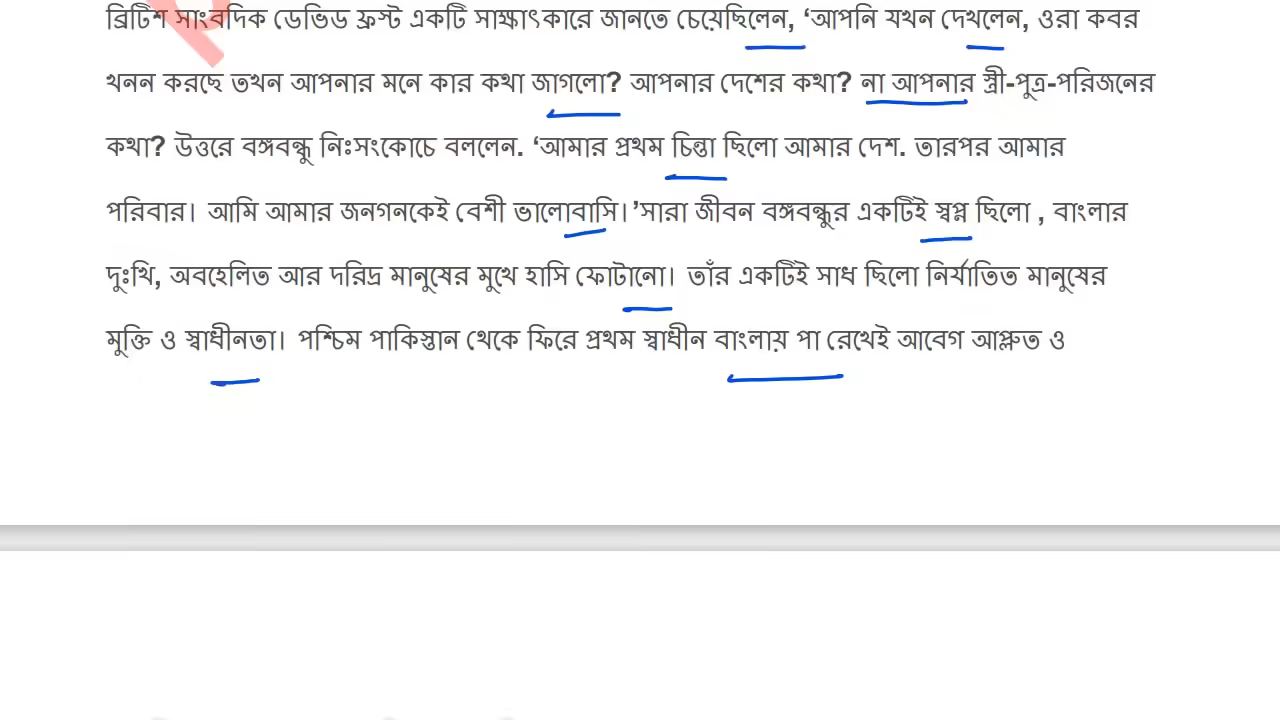 ব্রিটিশ সাংবদিক ডেভিড ফ্রস্ট একটি সাক্ষাৎকারে জানতে চেয়েছিলেন, ‘আপনি যখন দেখলেন, ওরা কবর
খনন করছে তখন আপনার মনে কার কথা জাগলো? আপনার দেশের কথা? না আপনার স্ত্রী-পুত্র-পরিজনের
কথা? উত্তরে বঙ্গবন্ধু নিঃসংকোচে বললেন. ‘আমার প্রথম চিন্তা ছিলো আমার দেশ. তারপর আমার
পরিবার। আমি আমার জনগনকেই বেশী ভালোবাসি।’সারা জীবন বঙ্গবন্ধুর একটিই স্বপ্ন ছিলো , বাংলার
দুঃখি, অবহেলিত আর দরিদ্র মানুষের মুখে হাসি ফোটানো। তাঁর একটিই সাধ ছিলো নির্যাতিত মানুষের
মুক্তি ও স্বাধীনতা। পশ্চিম পাকিস্তান থেকে ফিরে প্রথম স্বাধীন বাংলায় পা রেখেই আবেগ আপ্লুত ও